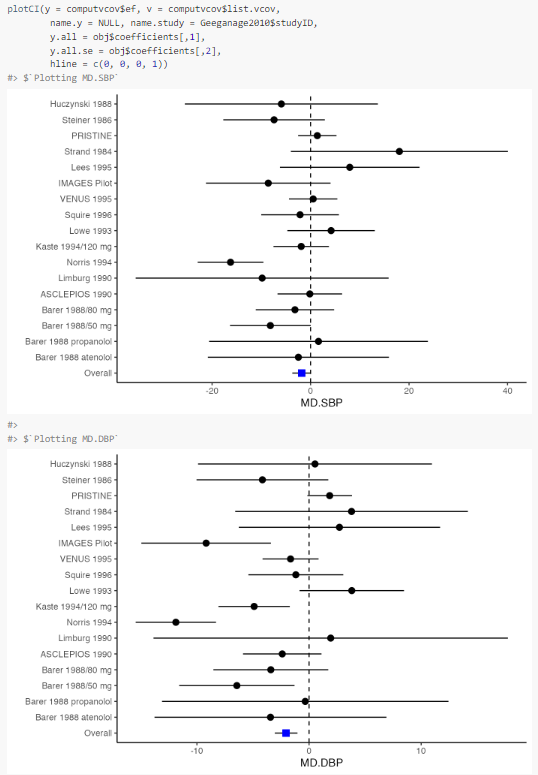 plotCI(y = computvcov$ef, v = computvcov$list.vcov,
name.y = NULL, name.study = Geeganage2010$studyID,
y.all = obj$coefficients[,1],
y.all.se = obj$coefficients[,2],
hline = c(0, 0, 0, 1))
#> $`Plotting MD.SBP`
Huczynski 1988
Steiner 1986
PRISTINE
Strand 1984
Lees 1995
IMAGES Pilot
VENUS 1995
Squire 1996
Lowe 1993
Kaste 1994/120 mg
Norris 1994
Limburg 1990
ASCLEPIOS 1990
Barer 1988/80 mg
Barer 1988/50 mg
Barer 1988 propanolol
Barer 1988 atenolol
Overall
-20 0 20 40
MD.SBP
#>
#> $`Plotting MD.DBP`
Huczynski 1988
Steiner 1986
PRISTINE
Strand 1984
Lees 1995
IMAGES Pilot
VENUS 1995
Squire 1996
Lowe 1993
Kaste 1994/120 mg
Norris 1994
Limburg 1990
ASCLEPIOS 1990
Barer 1988/80 mg
Barer 1988/50 mg
Barer 1988 propanolol
Barer 1988 atenolol
Overall
-10 0 10
MD.DBP